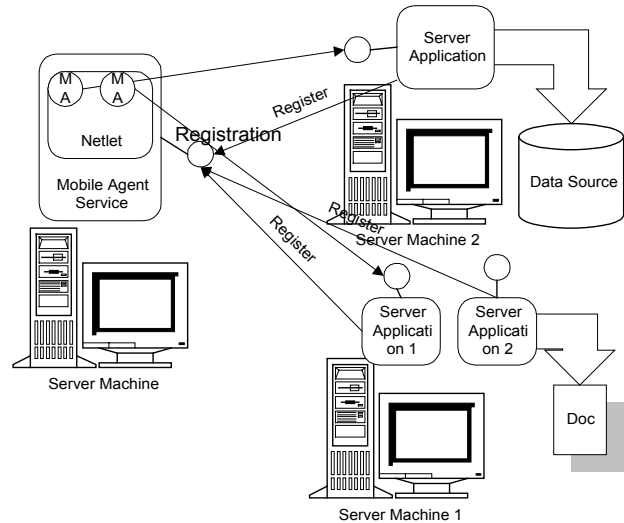 Server
Application
M
A
M
A
Netlet
Mobile Agent
Service
Registration
Register
Data Source
Server Machine 2
Register
Register
Server Machine
Server
Applicati
on 1
Server
Applicati
on 2
Doc
Server Machine 1